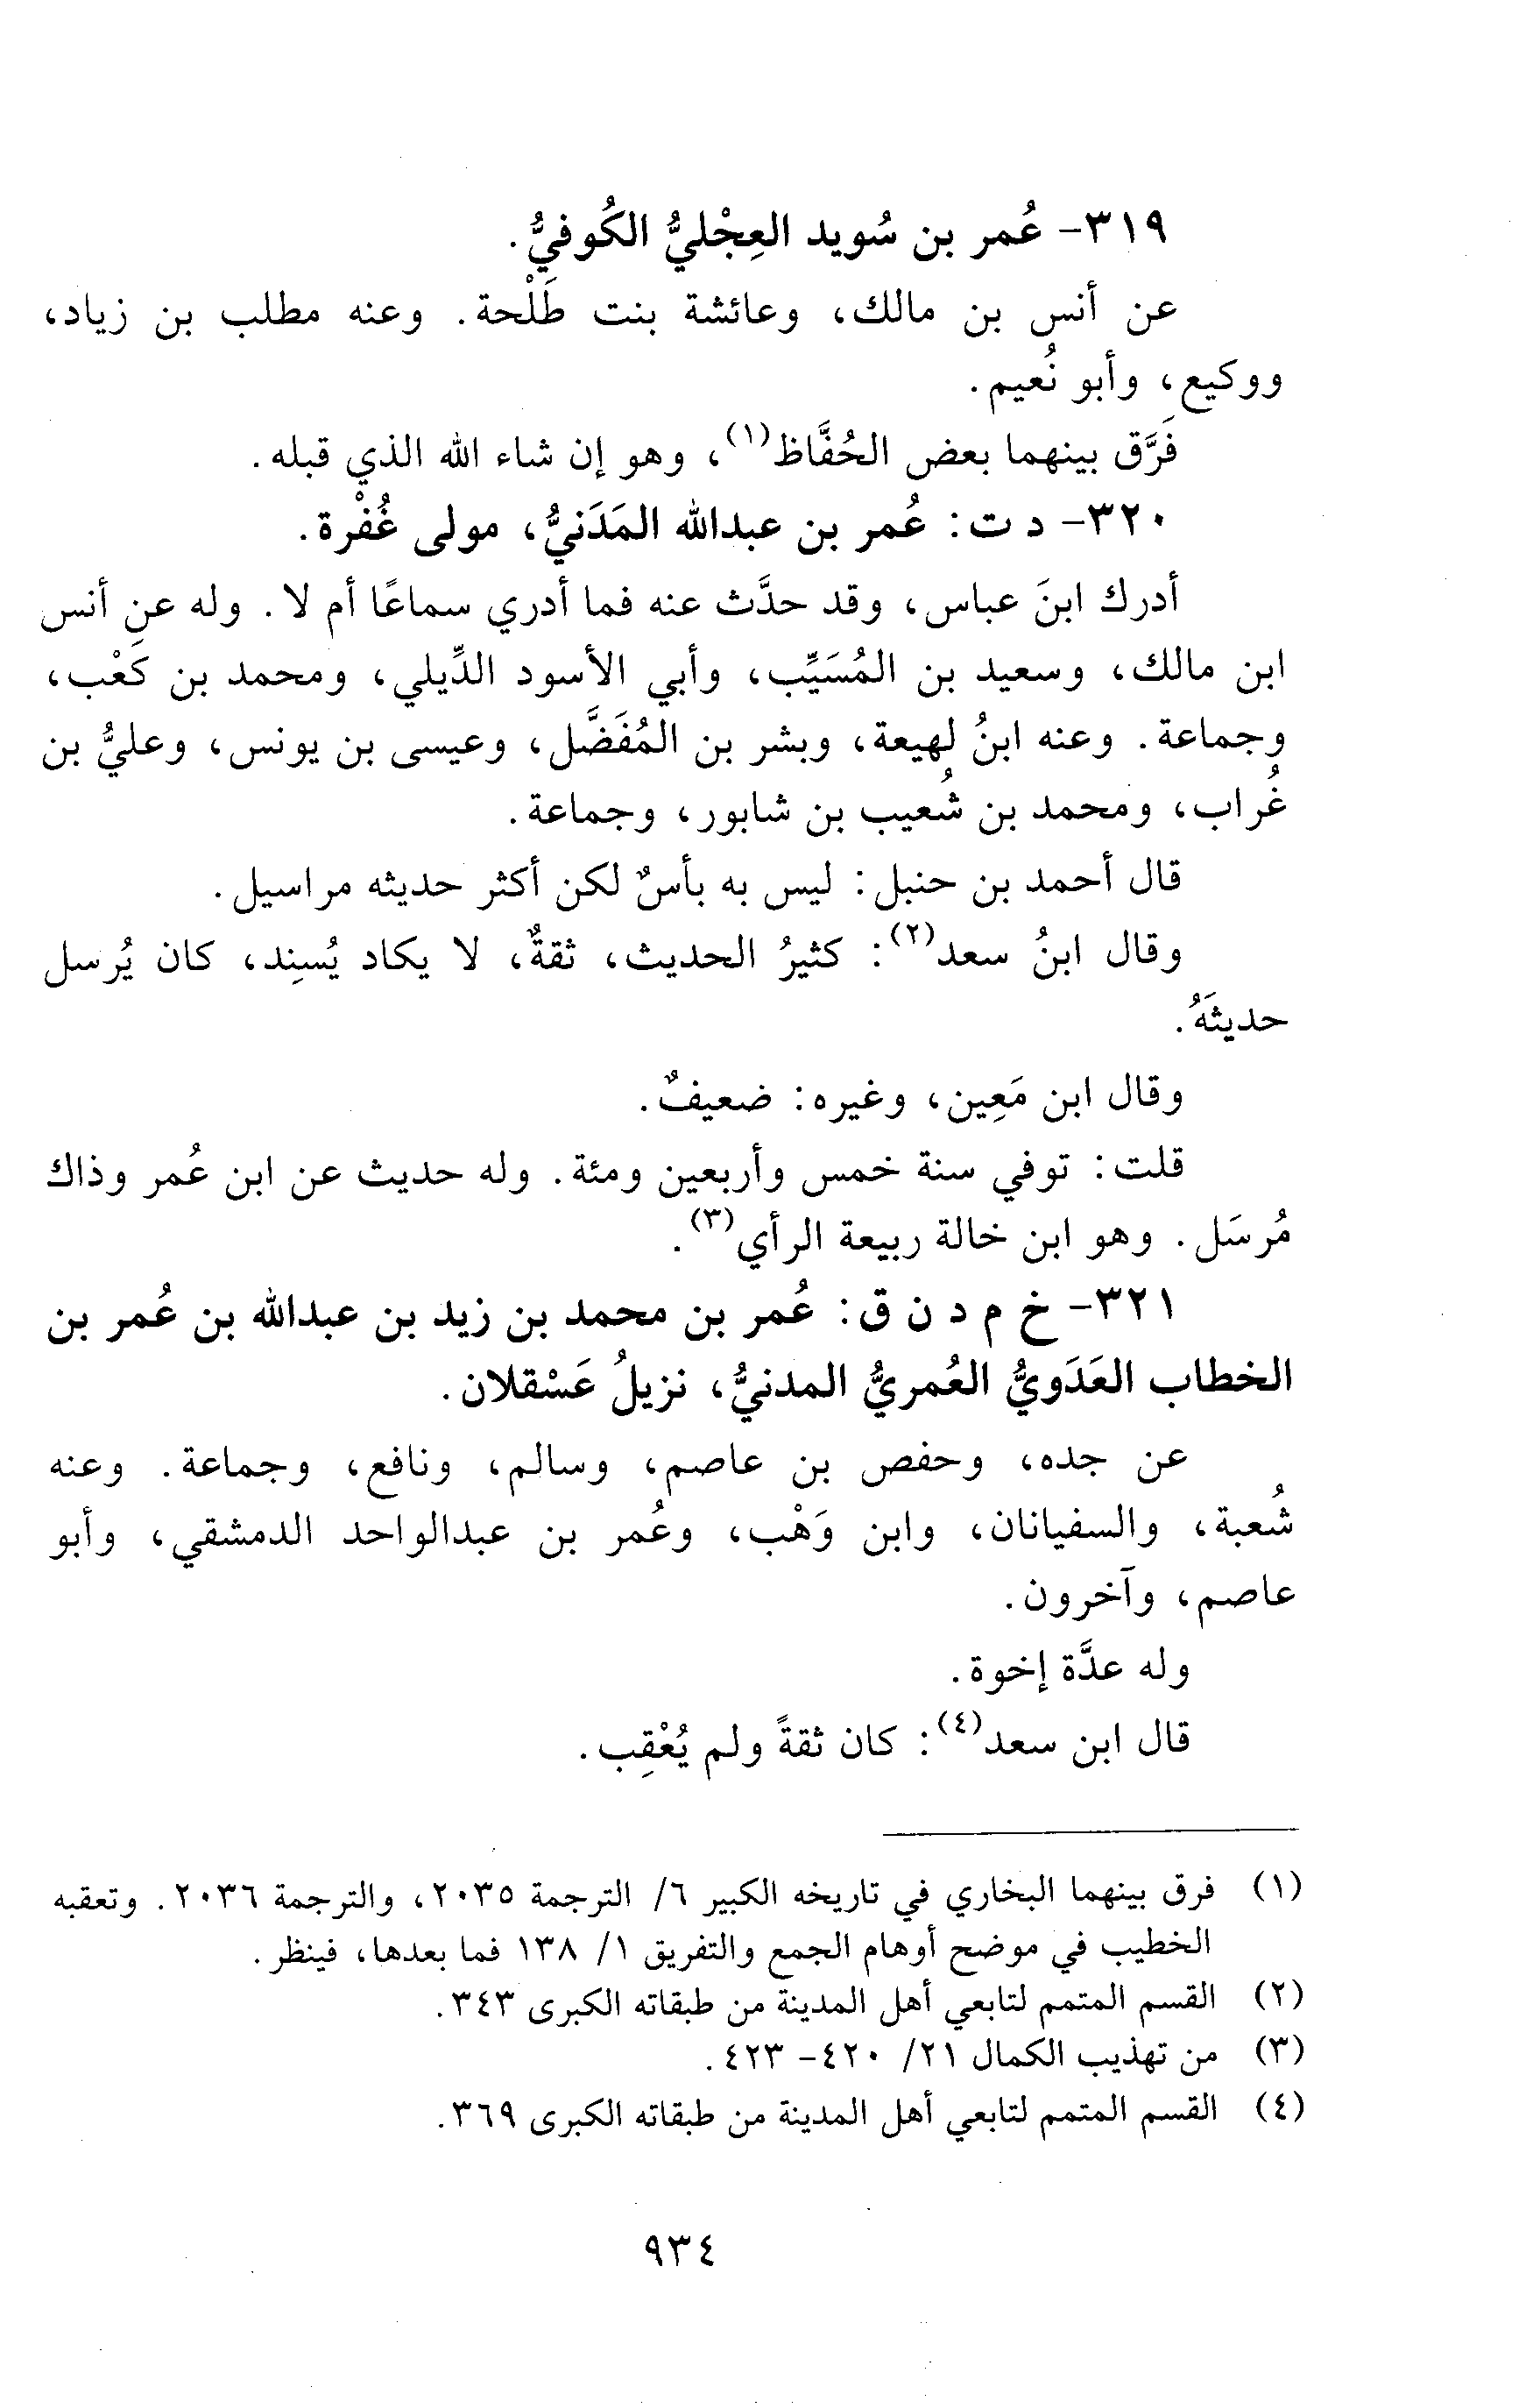 ٣١٩- عُمر بن سُويد العِجْليُّ الكُوفيُّ.
عن أنس بن مالك، وعائشة بنت طَلْحة. وعنه مطلب بن زياد،
ووكيع، وأبو نُعيم.
فَرَّق بينهما بعض الحُفَّاظ(١)، وهو إن شاء الله الذي قبله.
٣٢٠- د ت: عُمر بن عبدالله المَدَنيُّ، مولى غُفْرة.
أدرك ابنَ عباس، وقد حدَّث عنه فما أدري سماعًا أم لا. وله عن أنس
ابن مالك، وسعيد بن المُسَيِّب، وأبي الأسود الدِّيلي، ومحمد بن كَعْب،
وجماعة. وعنه ابنُ لهيعة، وبشر بن المُفَضَّل، وعيسى بن يونس، وعليُّ بن
غُراب، ومحمد بن شُعيب بن شابور، وجماعة.
قال أحمد بن حنبل: ليس به بأسٌ لكن أكثر حديثه مراسيل.
وقال ابنُ سعد(٢): كثيرُ الحديث، ثقةٌ، لا يكاد يُسنِد، كان يُرسل
حديثَهُ.
وقال ابن مَعِين، وغيره: ضعيفٌ.
قلت: توفي سنة خمس وأربعين ومئة. وله حديث عن ابن عُمر وذاك
مُرسَل. وهو ابن خالة ربيعة الرأي(٣).
٣٢١- خ م د ن ق: عُمر بن محمد بن زيد بن عبدالله بن عُمر بن
الخطاب العَدَويُّ العُمريُّ المدنيُّ، نزيلُ عَسْقلان.
عن جده، وحفص بن عاصم، وسالم، ونافع، وجماعة. وعنه
شُعبة، والسفيانان، وابن وَهْب، وعُمر بن عبدالواحد الدمشقي، وأبو
عاصم، وآخرون.
وله عدَّة إخوة.
قال ابن سعد(٤): كان ثقةً ولم يُعْقِب.
(١) فرق بينهما البخاري في تاريخه الكبير ٦/ الترجمة ٢٠٣٥، والترجمة ٢٠٣٦. وتعقبه
الخطيب في موضح أوهام الجمع والتفريق ١/ ١٣٨ فما بعدها، فينظر.
(٢) القسم المتمم لتابعي أهل المدينة من طبقاته الكبرى ٣٤٣.
(٣) من تهذيب الكمال ٢١/ ٤٢٠- ٤٢٣.
(٤) القسم المتمم لتابعي أهل المدينة من طبقاته الكبرى ٣٦٩.
٩٣٤